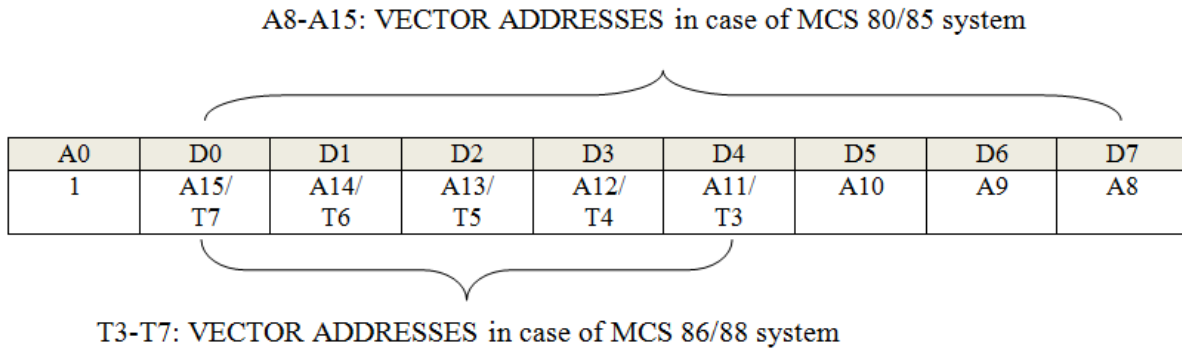 A8-A15: VECTOR ADDRESSES in case of MCS 80/85 system
A0 D0 D1 D2 D3 D4 D5 D6 D7
1 A15/ A14/ A13/ A12/ A11/ A10 A9 A8
T7 T6 T5 T4 T3
T3-T7: VECTOR ADDRESSES in case of MCS 86/88 system